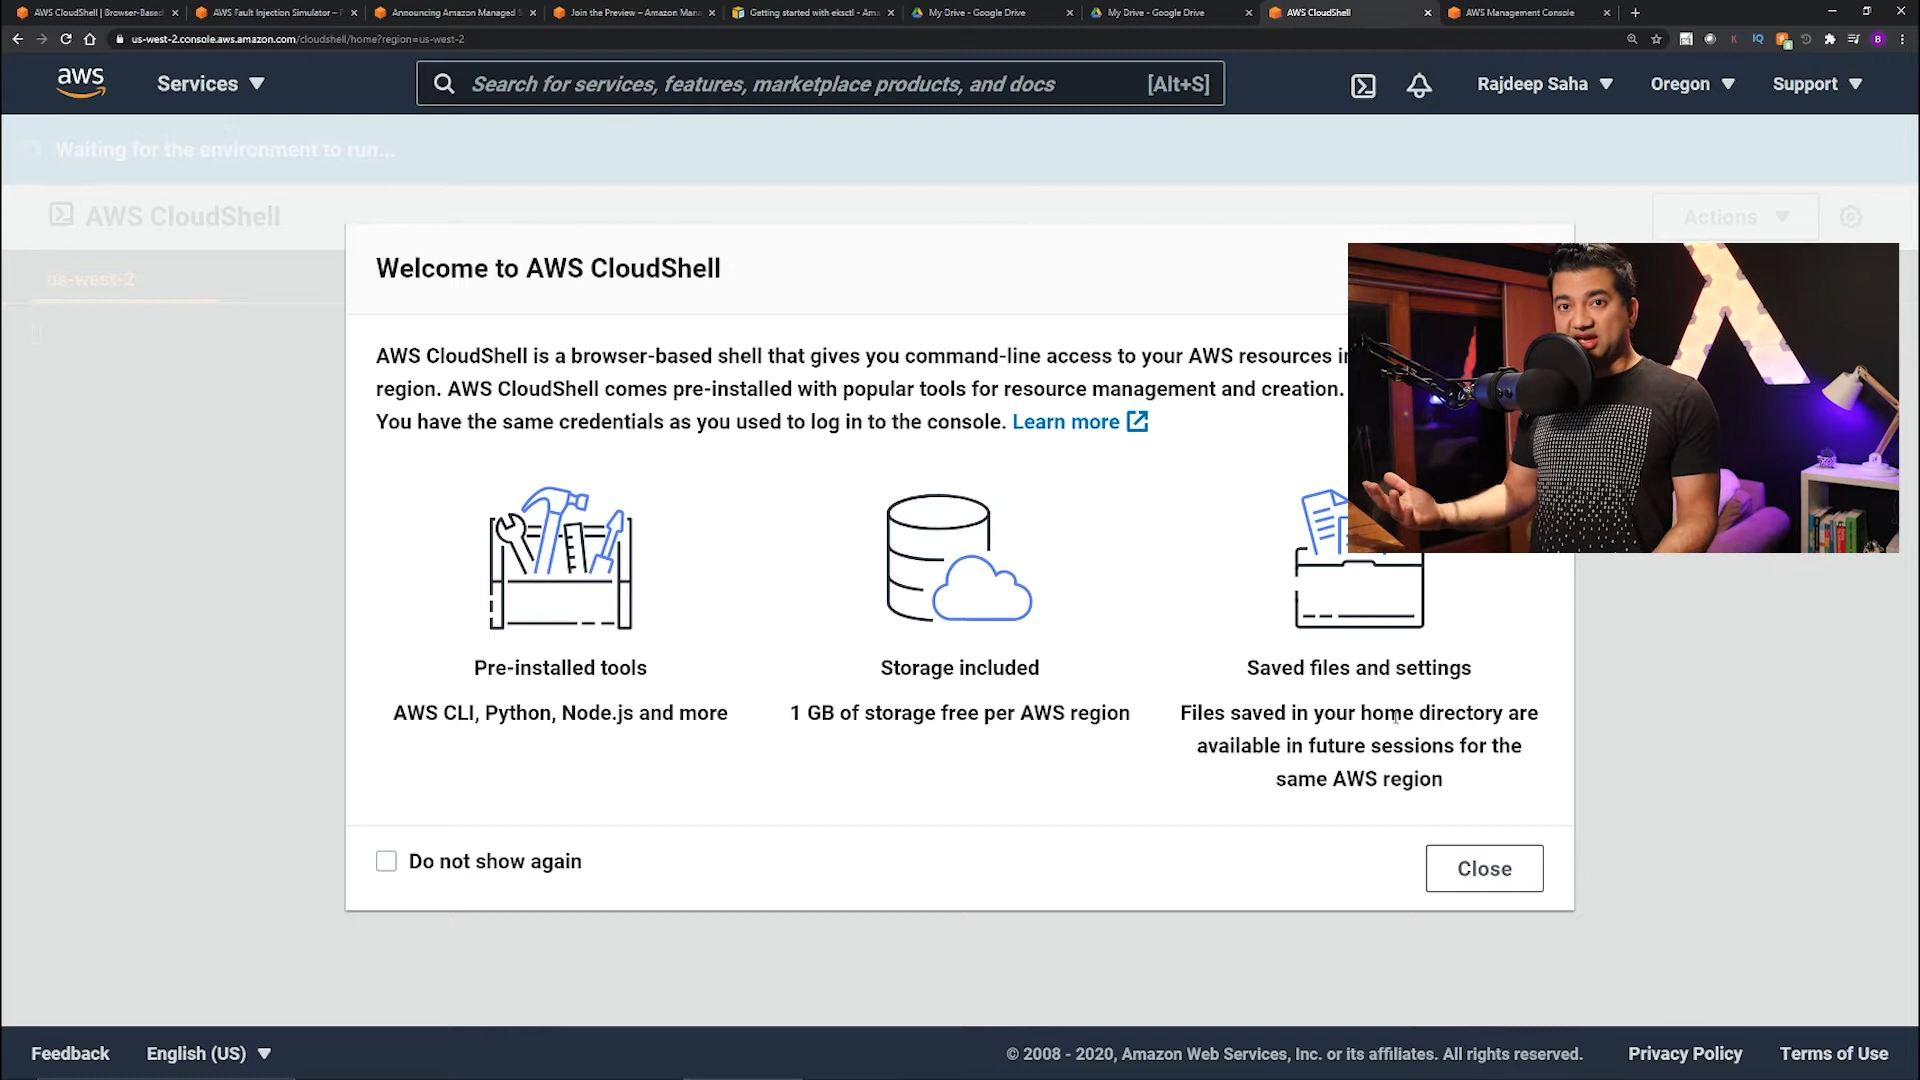 AWS CloudShell | Browser-Based
AWS Fault Injection Simulator – F
Announcing Amazon Managed S
Join the Preview – Amazon Man
Getting started with eksctl - Ama
My Drive - Google Drive
My Drive - Google Drive
AWS CloudShell
AWS Management Console
us-west-2.console.aws.amazon.com/cloudshell/home?region=us-west-2
IQ
B
aws
Services
Search for services, features, marketplace products, and docs
[Alt+S]
Rajdeep Saha
Oregon
Support
Waiting for the environment to run...
AWS CloudShell
Actions
us-west-2
Welcome to AWS CloudShell
AWS CloudShell is a browser-based shell that gives you command-line access to your AWS resources in
region. AWS CloudShell comes pre-installed with popular tools for resource management and creation.
You have the same credentials as you used to log in to the console. Learn more
Pre-installed tools
AWS CLI, Python, Node.js and more
Storage included
1 GB of storage free per AWS region
Saved files and settings
Files saved in your home directory are
available in future sessions for the
same AWS region
Do not show again
Close
Feedback
English (US)
© 2008 - 2020, Amazon Web Services, Inc. or its affiliates. All rights reserved.
Privacy Policy
Terms of Use